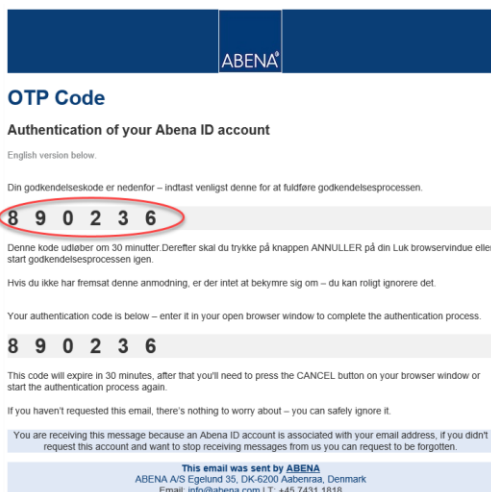 ABENA®
OTP Code
Authentication of your Abena ID account
English version below.
Din godkendelseskode er nedenfor – indtast venligst denne for at fuldføre godkendelsesprocessen.
8 9 0 2 3 6
Denne kode udløber om 30 minutter.Derefter skal du trykke på knappen ANNULLER på din Luk browservindue eller
start godkendelsesprocessen igen.
Hvis du ikke har fremsat denne anmodning, er der intet at bekymre sig om – du kan roligt ignorere det.
Your authentication code is below – enter it in your open browser window to complete the authentication process.
8 9 0 2 3 6
This code will expire in 30 minutes, after that you'll need to press the CANCEL button on your browser window or
start the authentication process again.
If you haven't requested this email, there's nothing to worry about – you can safely ignore it.
You are receiving this message because an Abena ID account is associated with your email address, if you didn't
request this account and want to stop receiving messages from us you can request to be forgotten.
This email was sent by ABENA
ABENA A/S Egelund 35, DK-6200 Aabenraa, Denmark
Email: info@abena.com | T: +45 7431 1818